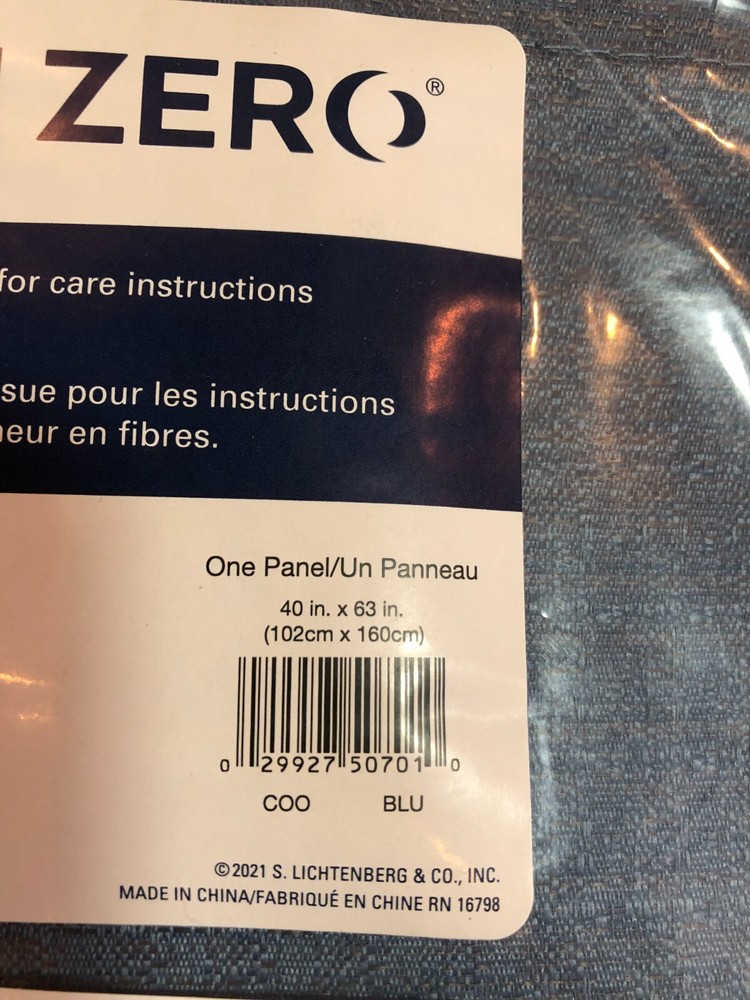 ZERO®
for care instructions
sue pour les instructions
eur en fibres.
One Panel/Un Panneau
40 in. x 63 in.
(102cm x 160cm)
0 29927 50701 0
COO BLU
©2021 S. LICHTENBERG & CO., INC.
MADE IN CHINA/FABRIQUÉ EN CHINE RN 16798